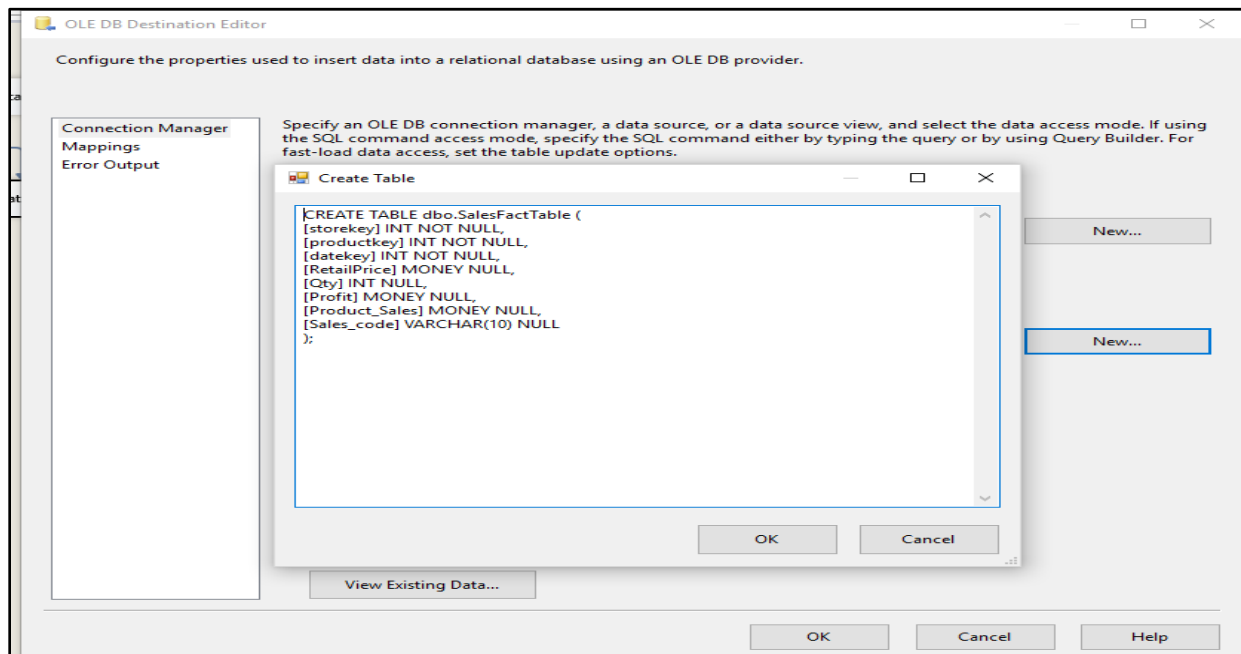 OLE DB Destination Editor
Configure the properties used to insert data into a relational database using an OLE DB provider.
Connection Manager
Mappings
Error Output
Specify an OLE DB connection manager, a data source, or a data source view, and select the data access mode. If using
the SQL command access mode, specify the SQL command either by typing the query or by using Query Builder. For
fast-load data access, set the table update options.
Create Table
CREATE TABLE dbo.SalesFactTable (
[storekey] INT NOT NULL,
[productkey] INT NOT NULL,
[datekey] INT NOT NULL,
[RetailPrice] MONEY NULL,
[Qty] INT NULL,
[Profit] MONEY NULL,
[Product_Sales] MONEY NULL,
[Sales_code] VARCHAR(10) NULL
);
New...
New...
OK
Cancel
View Existing Data...
OK
Cancel
Help